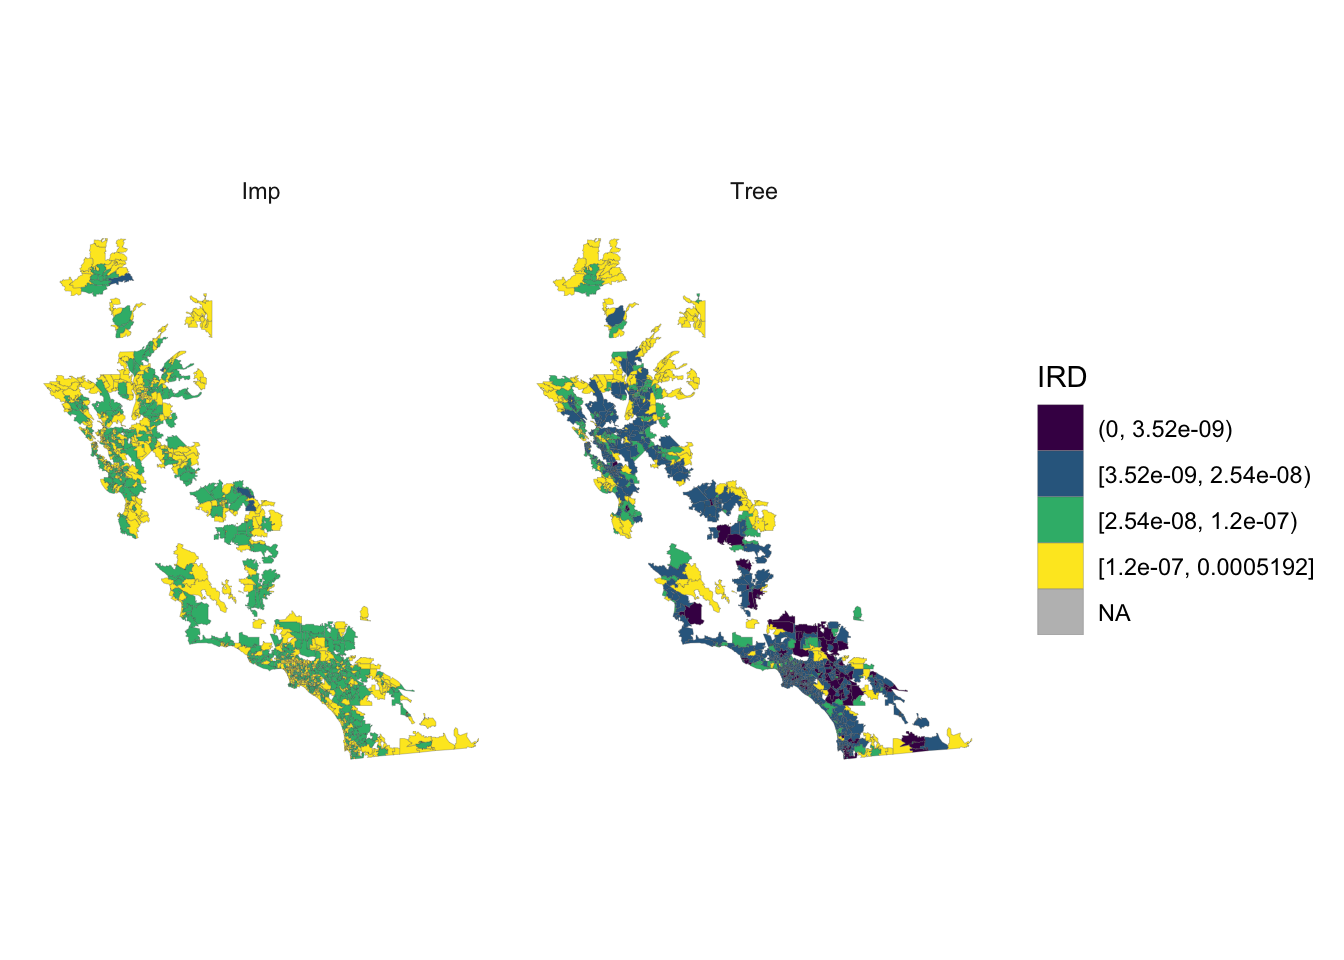 Imp
Tree
IRD
(0, 3.52e-09)
[3.52e-09, 2.54e-08)
[2.54e-08, 1.2e-07)
[1.2e-07, 0.0005192]
NA